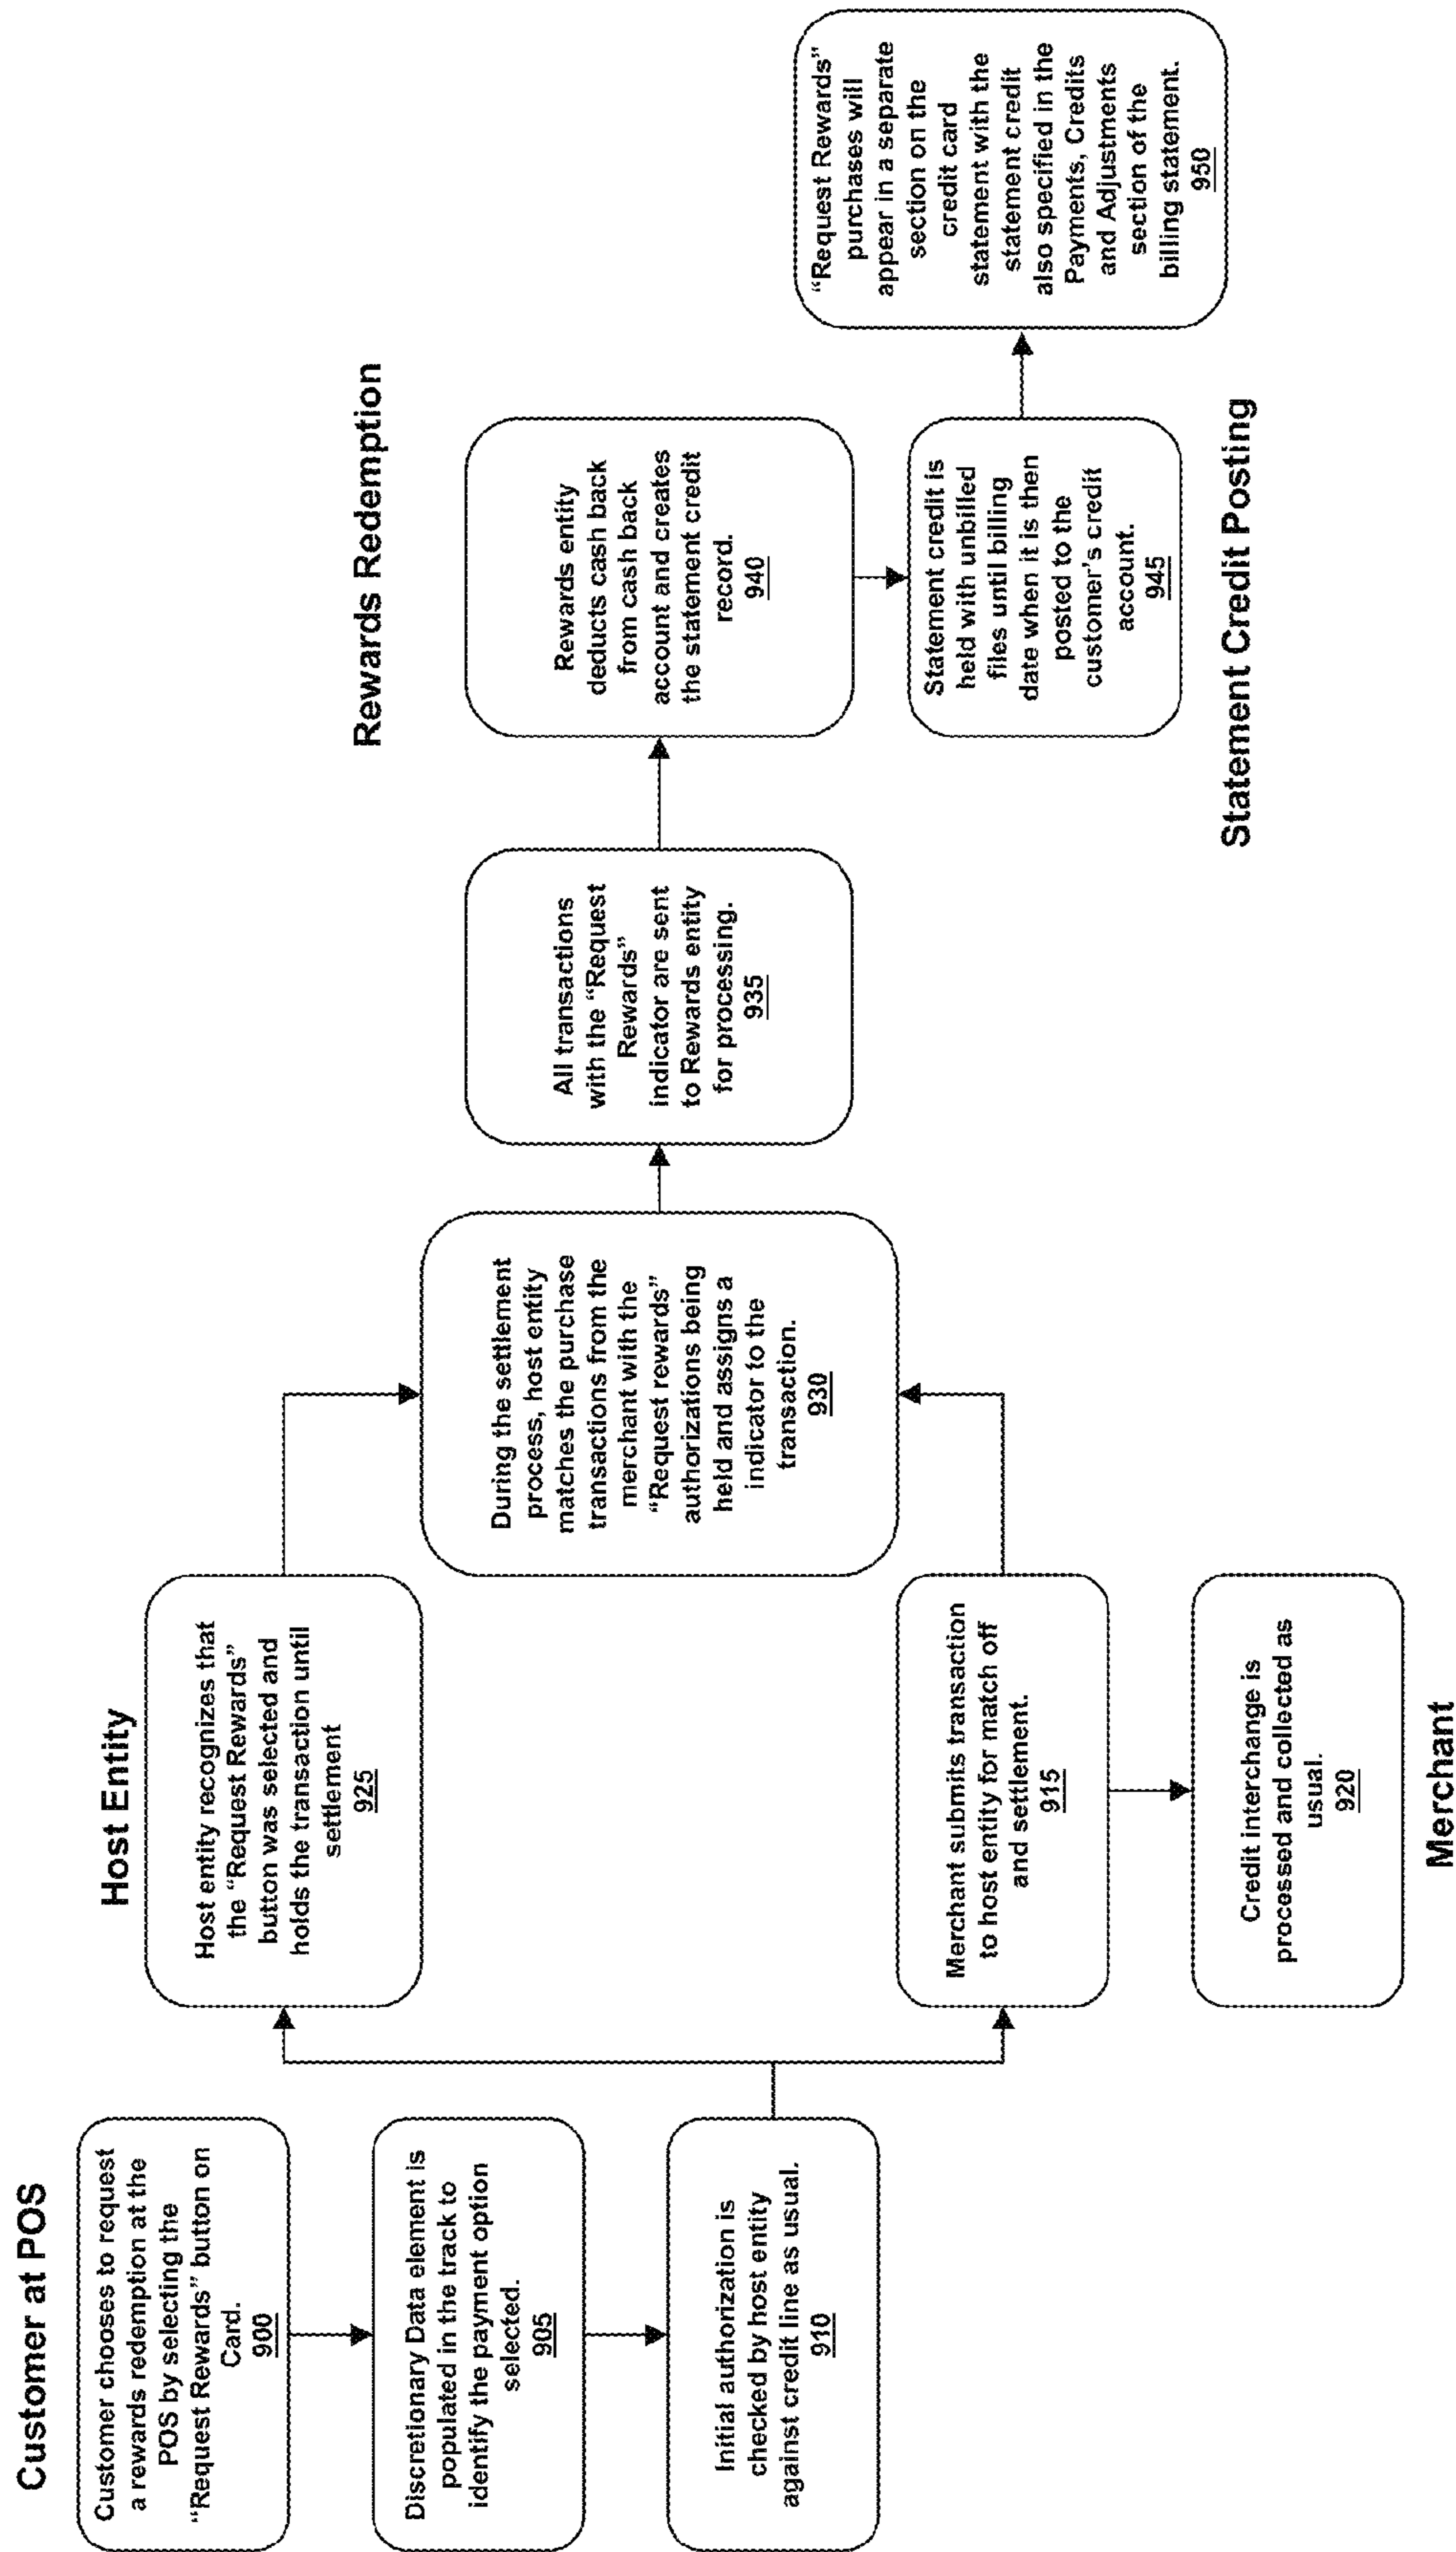 Customer at POS
Customer chooses to request
a rewards redemption at the
POS by selecting the
“Request Rewards” button on
Card.
900
Discretionary Data element is
populated in the track to
identify the payment option
selected.
905
Initial authorization is
checked by host entity
against credit line as usual.
910
Host Entity
Host entity recognizes that
the “Request Rewards”
button was selected and
holds the transaction until
settlement
925
Merchant submits transaction
to host entity for match off
and settlement.
915
Credit interchange is
processed and collected as
usual.
920
Merchant
During the settlement
process, host entity
matches the purchase
transactions from the
merchant with the
“Request rewards”
authorizations being
held and assigns a
indicator to the
transaction.
930
All transactions
with the “Request
Rewards”
indicator are sent
to Rewards entity
for processing.
935
Rewards Redemption
Rewards entity
deducts cash back
from cash back
account and creates
the statement credit
record.
940
Statement credit is
held with unbilled
files until billing
date when it is then
posted to the
customer’s credit
account.
945
Statement Credit Posting
“Request Rewards”
purchases will
appear in a separate
section on the
credit card
statement with the
statement credit
also specified in the
Payments, Credits
and Adjustments
section of the
billing statement.
950